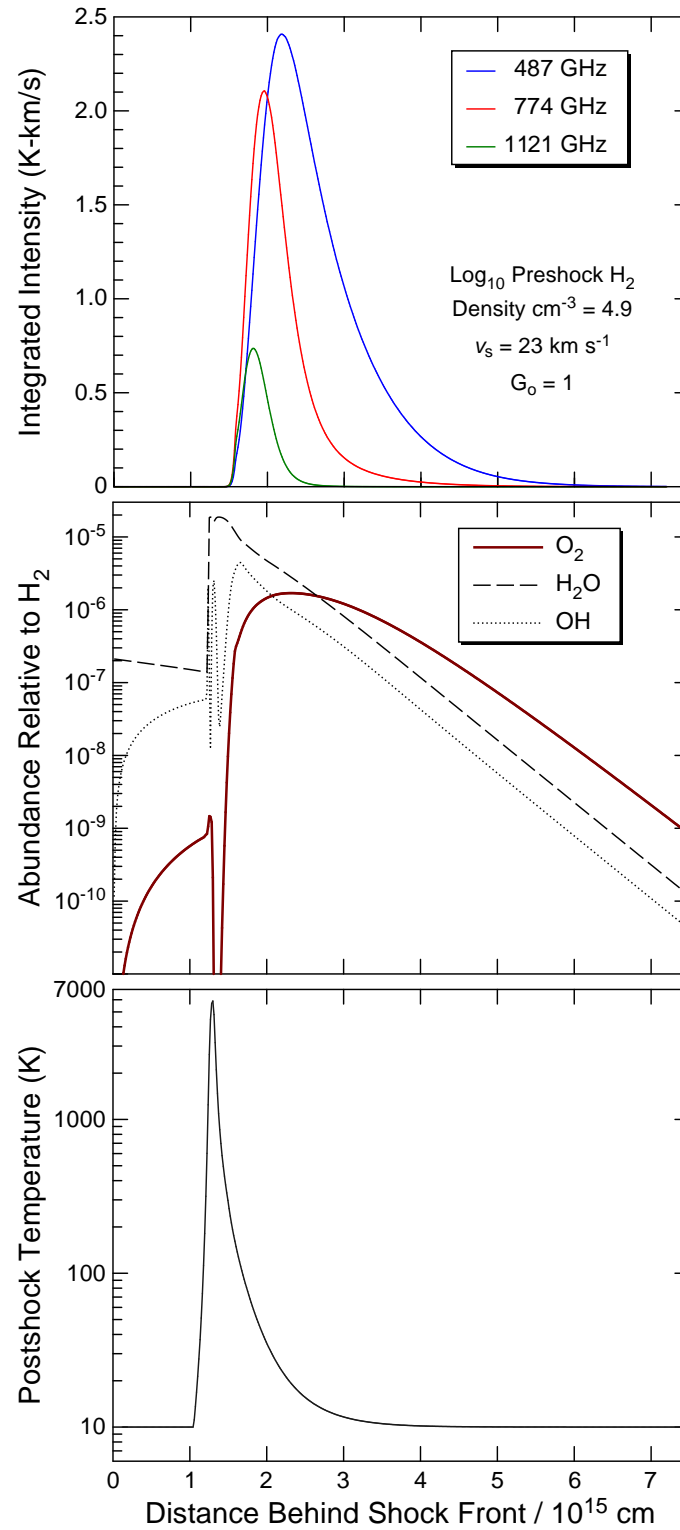 2.5
2.0
1.5
1.0
0.5
0
Integrated Intensity (K-km/s)
487 GHz
774 GHz
1121 GHz
Log₁₀ Preshock H₂
Density cm⁻³ = 4.9
vₛ = 23 km s⁻¹
Gₒ = 1
10⁻⁵
10⁻⁶
10⁻⁷
10⁻⁸
10⁻⁹
10⁻¹⁰
Abundance Relative to H₂
O₂
H₂O
OH
7000
1000
100
10
Postshock Temperature (K)
0 1 2 3 4 5 6 7
Distance Behind Shock Front / 10¹⁵ cm